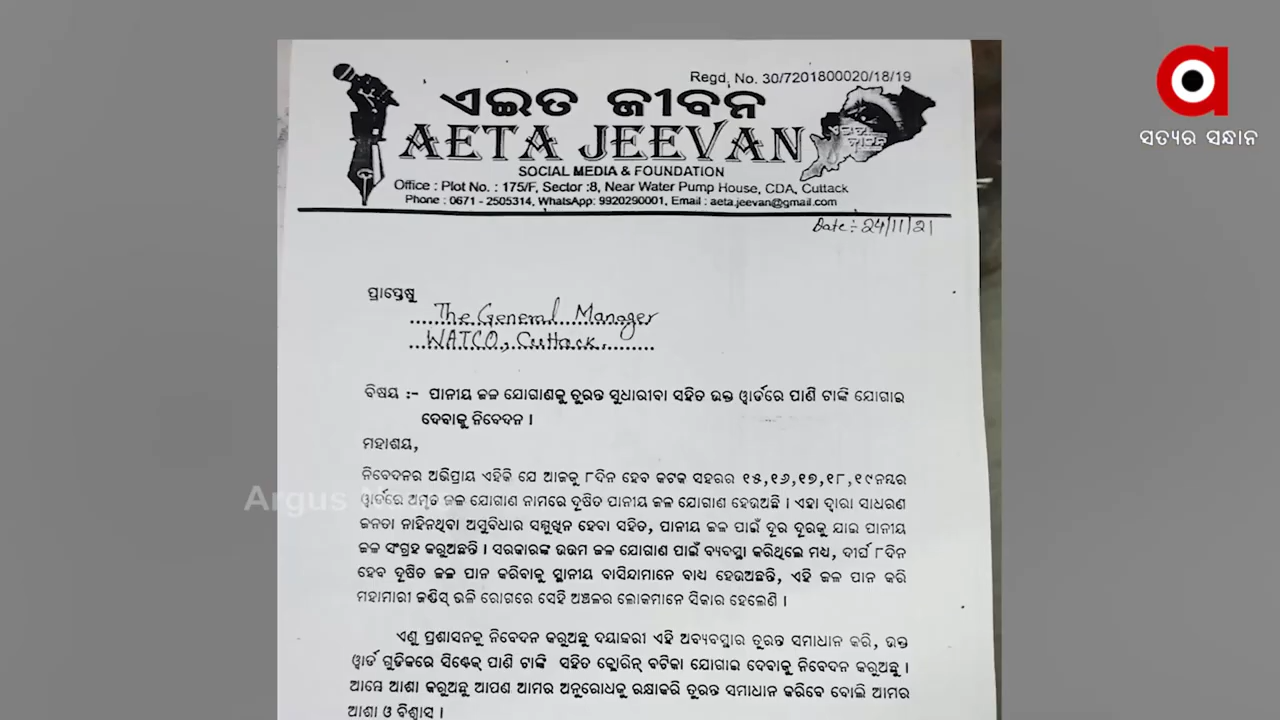 Regd. No. 30/7201800020/18/19
ଏଇତ ଜୀବନ
AETA JEEVAN
SOCIAL MEDIA & FOUNDATION
Office : Plot No. : 175/F, Sector :8, Near Water Pump House, CDA, Cuttack
Phone : 0671 - 2505314, WhatsApp: 9920290001, Email : aeta.jeevan@gmail.com
ସତ୍ୟର ସନ୍ଧାନ
Date :- 24/11/21
ପ୍ରାପ୍ତେଷୁ
The General Manager
WATCO, Cuttack.
ବିଷୟ :- ପାନୀୟ ଜଳ ଯୋଗାଣକୁ ତୁରନ୍ତ ସୁଧାରୀବା ସହିତ ଉକ୍ତ ୱାର୍ଡରେ ପାଣି ଟାଙ୍କି ଯୋଗାଇ
ଦେବାକୁ ନିବେଦନ ।
ମହାଶୟ,
ନିବେଦନର ଅଭିପ୍ରାୟ ଏହିକି ଯେ ଆଜକୁ ୮ଦିନ ହେବ କଟକ ସହରର ୧୫,୧୬,୧୭,୧୮,୧୯ନମ୍ବର
ୱାର୍ଡରେ ଅମୃତ ଜଳ ଯୋଗାଣ ନାମରେ ଦୂଷିତ ପାନୀୟ ଜଳ ଯୋଗାଣ ହେଉଅଛି । ଏହା ଦ୍ୱାରା ସାଧରଣ
ଜନତା ନାହିନଥିବା ଅସୁବିଧାର ସମ୍ମୁଖିନ ହେବା ସହିତ, ପାନୀୟ ଜଳ ପାଇଁ ଦୂର ଦୂରକୁ ଯାଇ ପାନୀୟ
ଜଳ ସଂଗ୍ରହ କରୁଅଛନ୍ତି । ସରକାରଙ୍କ ଉତ୍ତମ ଜଳ ଯୋଗାଣ ପାଇଁ ବ୍ୟବସ୍ଥା କରିଥିଲେ ମଧ୍ୟ, ଦୀର୍ଘ ୮ଦିନ
ହେବ ଦୂଷିତ ଜଳ ପାନ କରିବାକୁ ସ୍ଥାନୀୟ ବାସିନ୍ଦାମାନେ ବାଧ୍ୟ ହେଉଅଛନ୍ତି, ଏହି ଜଳ ପାନ କରି
ମହାମାରୀ ଜଣ୍ଡିସ୍ ଭଳି ରୋଗରେ ସେହି ଅଞ୍ଚଳର ଲୋକମାନେ ସିକାର ହେଲେଣି ।
ଏଣୁ ପ୍ରଶାସନକୁ ନିବେଦନ କରୁଅଛୁ ଦୟାକରୀ ଏହି ଅବ୍ୟବସ୍ଥାର ତୁରନ୍ତ ସମାଧାନ କରି, ଉକ୍ତ
ୱାର୍ଡ ଗୁଡିକରେ ସିଣ୍ଟେକ୍ ପାଣି ଟାଙ୍କି ସହିତ କ୍ଲୋରିନ୍ ବଟିକା ଯୋଗାଇ ଦେବାକୁ ନିବେଦନ କରୁଅଛୁ ।
ଆମ୍ଭେ ଆଶା କରୁଅଛୁ ଆପଣ ଆମର ଅନୁରୋଧକୁ ରକ୍ଷାକରି ତୁରନ୍ତ ସମାଧାନ କରିବେ ବୋଲି ଆମର
ଆଶା ଓ ବିଶ୍ୱାସ ।
Argus News